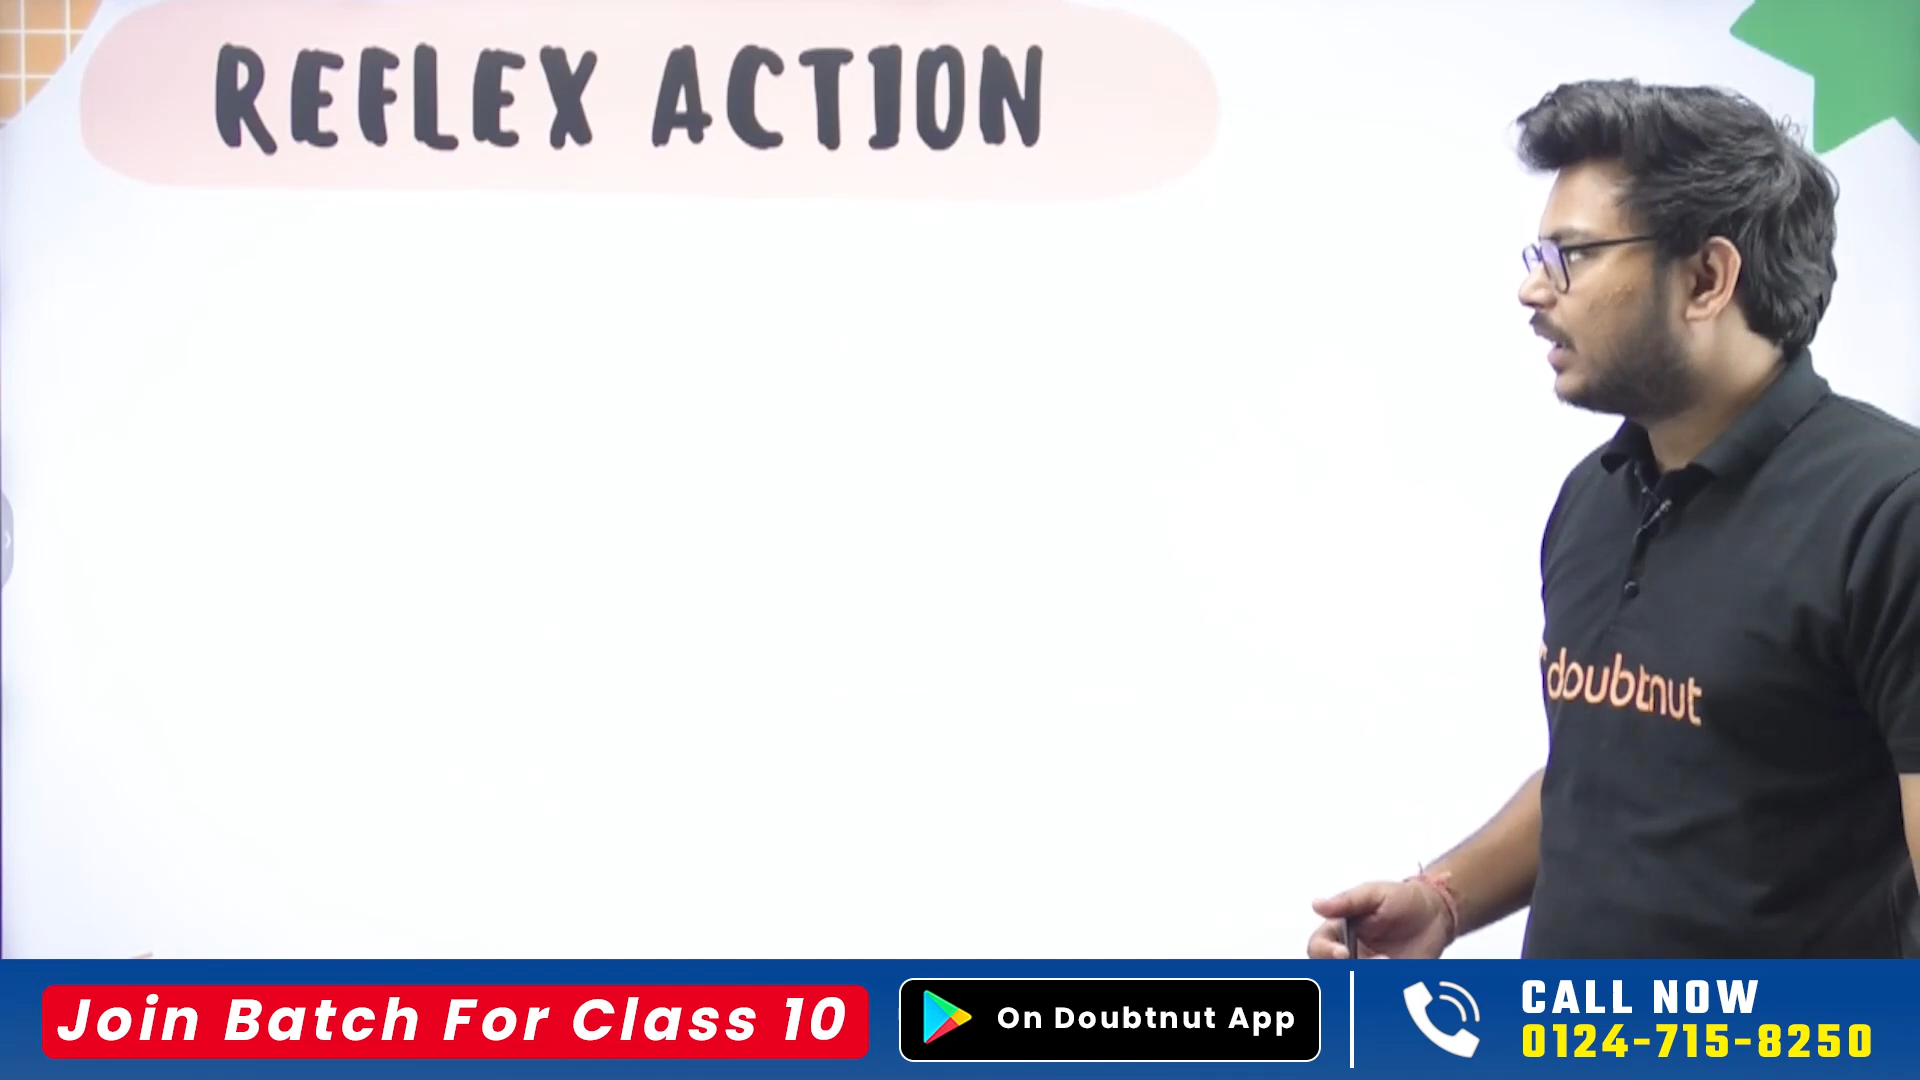 REFLEX ACTION
doubtnut
Join Batch For Class 10
On Doubtnut App
CALL NOW
0124-715-8250